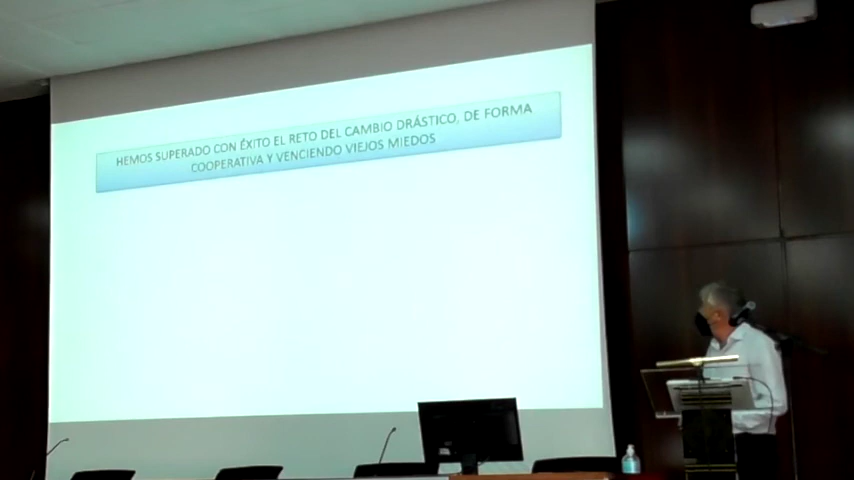 HEMOS SUPERADO CON ÉXITO EL RETO DEL CAMBIO DRÁSTICO, DE FORMA
COOPERATIVA Y VENCIENDO VIEJOS MIEDOS